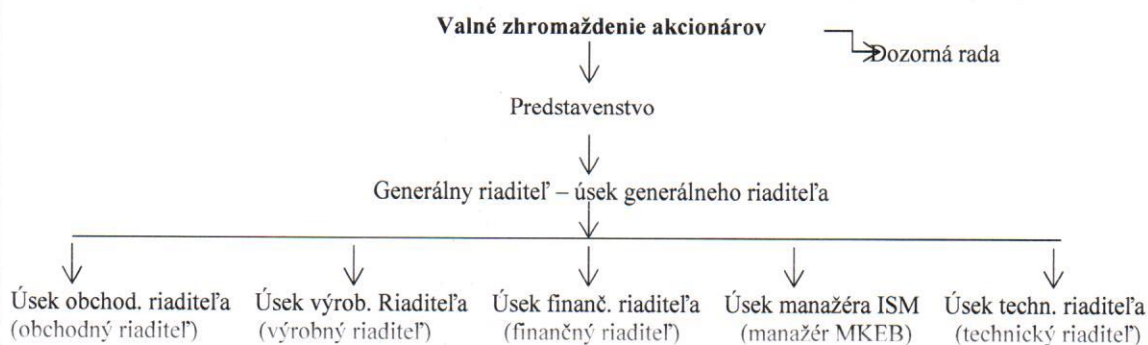 Valné zhromaždenie akcionárov
Dozorná rada
Predstavenstvo
Generálny riaditeľ – úsek generálneho riaditeľa
Úsek obchod. riaditeľa Úsek výrob. Riaditeľa Úsek finanč. riaditeľa Úsek manažéra ISM Úsek techn. riaditeľa
(obchodný riaditeľ) (výrobný riaditeľ) (finančný riaditeľ) (manažér MKEB) (technický riaditeľ)